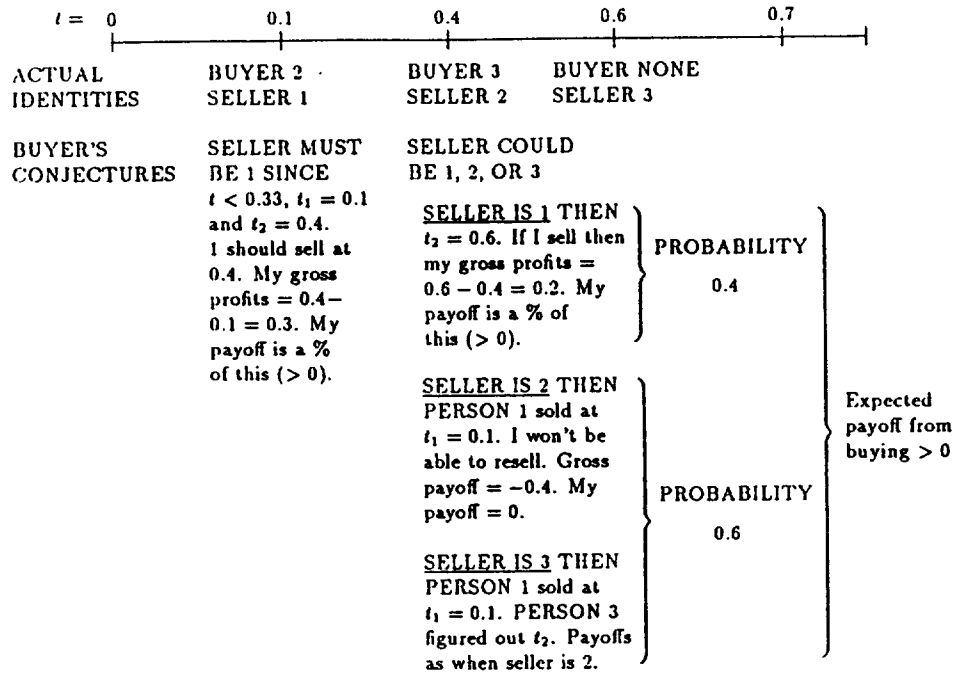 t = 0 0.1 0.4 0.6 0.7
ACTUAL
IDENTITIES
BUYER 2
SELLER 1
BUYER 3
SELLER 2
BUYER NONE
SELLER 3
BUYER'S
CONJECTURES
SELLER MUST
BE 1 SINCE
t < 0.33, t₁ = 0.1
and t₂ = 0.4.
1 should sell at
0.4. My gross
profits = 0.4−
0.1 = 0.3. My
payoff is a %
of this (> 0).
SELLER COULD
BE 1, 2, OR 3
SELLER IS 1 THEN
t₂ = 0.6. If I sell then
my gross profits =
0.6 − 0.4 = 0.2. My
payoff is a % of
this (> 0).
PROBABILITY
0.4
SELLER IS 2 THEN
PERSON 1 sold at
t₁ = 0.1. I won't be
able to resell. Gross
payoff = −0.4. My
payoff = 0.
SELLER IS 3 THEN
PERSON 1 sold at
t₁ = 0.1. PERSON 3
figured out t₂. Payoffs
as when seller is 2.
PROBABILITY
0.6
Expected
payoff from
buying > 0